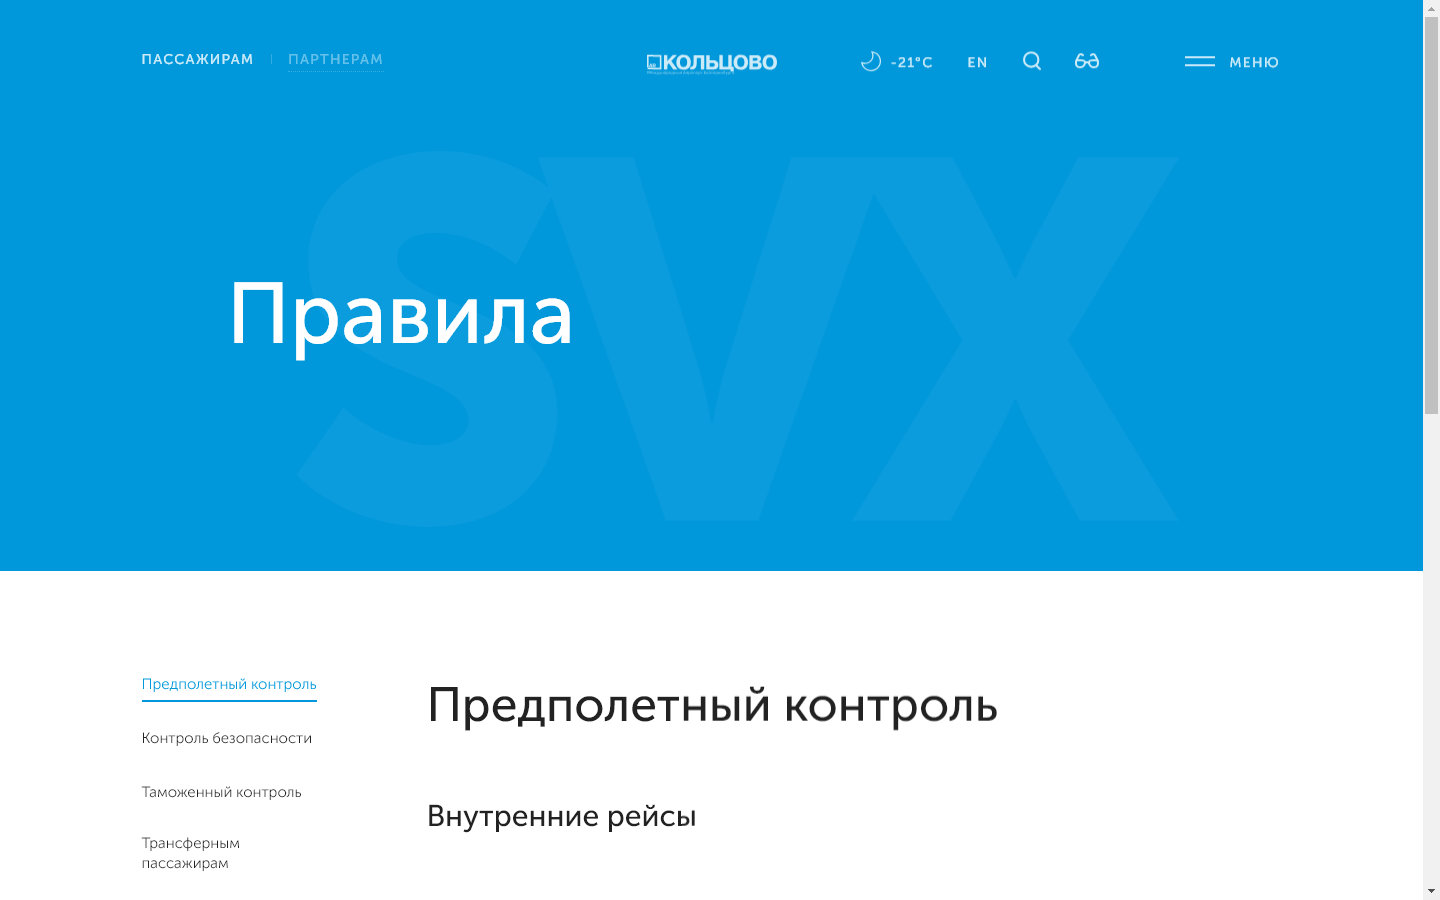 ПАССАЖИРАМ ПАРТНЕРАМ КОЛЬЦОВО -21°C EN МЕНЮ
SVX
Правила
Предполетный контроль
Контроль безопасности
Таможенный контроль
Трансферным
пассажирам
Предполетный контроль
Внутренние рейсы